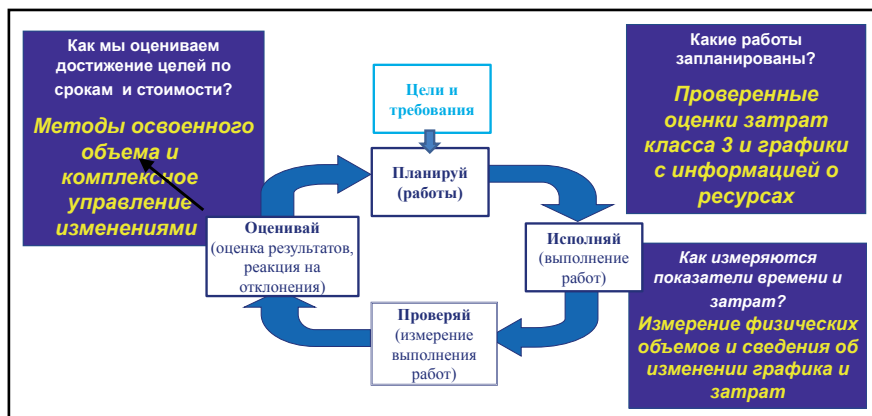 Как мы оцениваем
достижение целей по
срокам и стоимости?
Методы освоенного
объема и
комплексное
управление
изменениями
Цели и
требования
Какие работы
запланированы?
Проверенные
оценки затрат
класса 3 и графики
с информацией о
ресурсах
Планируй
(работы)
Оценивай
(оценка результатов,
реакция на
отклонения)
Исполняй
(выполнение
работ)
Проверяй
(измерение
выполнения
работ)
Как измеряются
показатели времени и
затрат?
Измерение физических
объемов и сведения об
изменении графика и
затрат